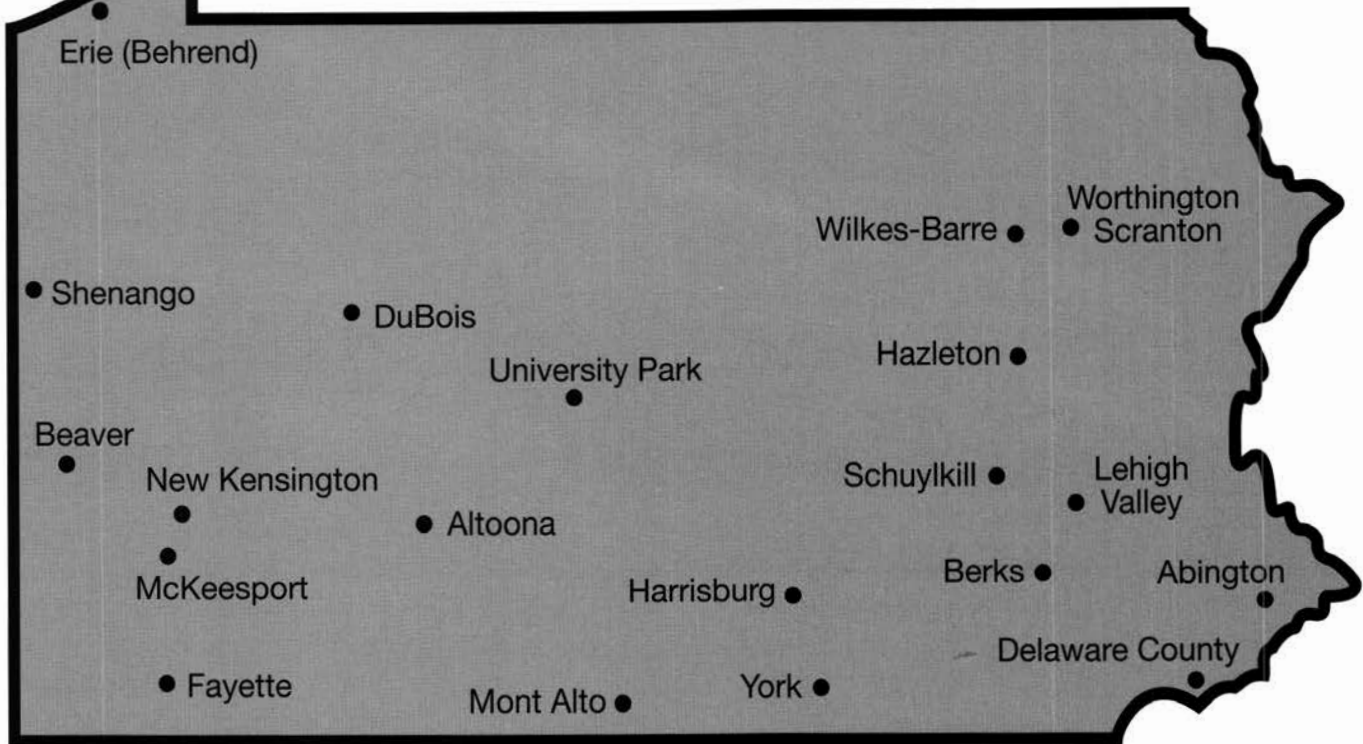 Erie (Behrend)
Worthington
Scranton
Wilkes-Barre
Shenango
DuBois
Hazleton
University Park
Beaver
New Kensington
Schuylkill
Lehigh
Valley
Altoona
McKeesport
Harrisburg
Berks
Abington
Delaware County
Fayette
Mont Alto
York